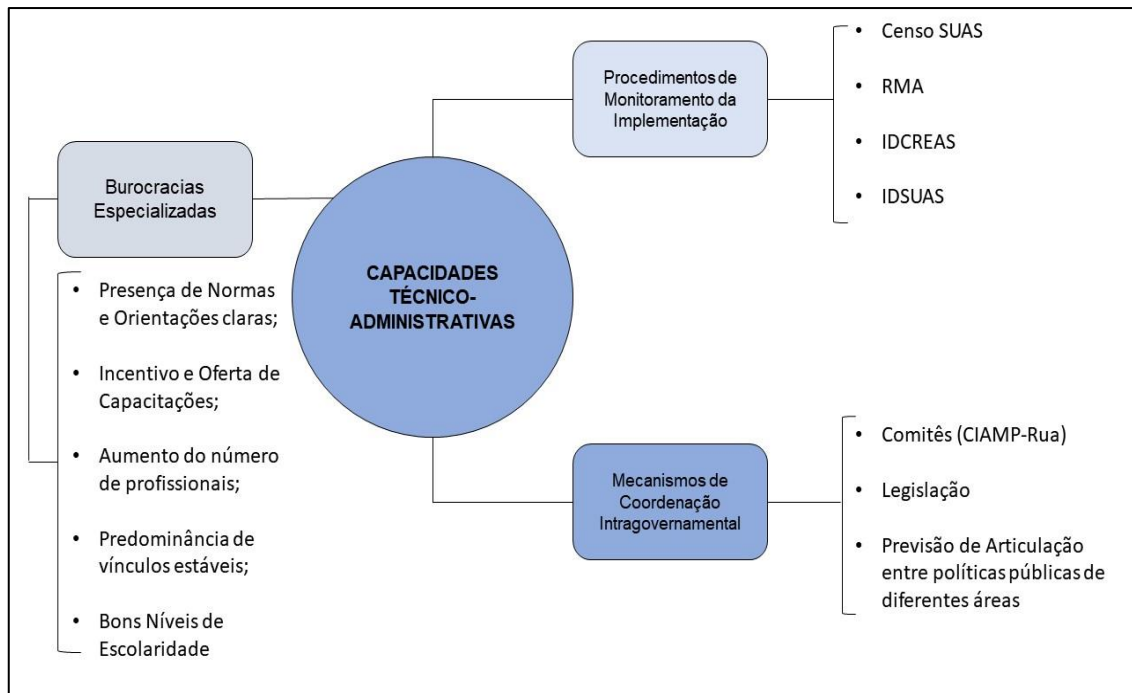 Burocracias
Especializadas
• Presença de Normas
e Orientações claras;
• Incentivo e Oferta de
Capacitações;
• Aumento do número
de profissionais;
• Predominância de
vínculos estáveis;
• Bons Níveis de
Escolaridade
CAPACIDADES
TÉCNICO-
ADMINISTRATIVAS
Procedimentos de
Monitoramento da
Implementação
• Censo SUAS
• RMA
• IDCREAS
• IDSUAS
Mecanismos de
Coordenação
Intragovernamental
• Comitês (CIAMP-Rua)
• Legislação
• Previsão de Articulação
entre políticas públicas de
diferentes áreas